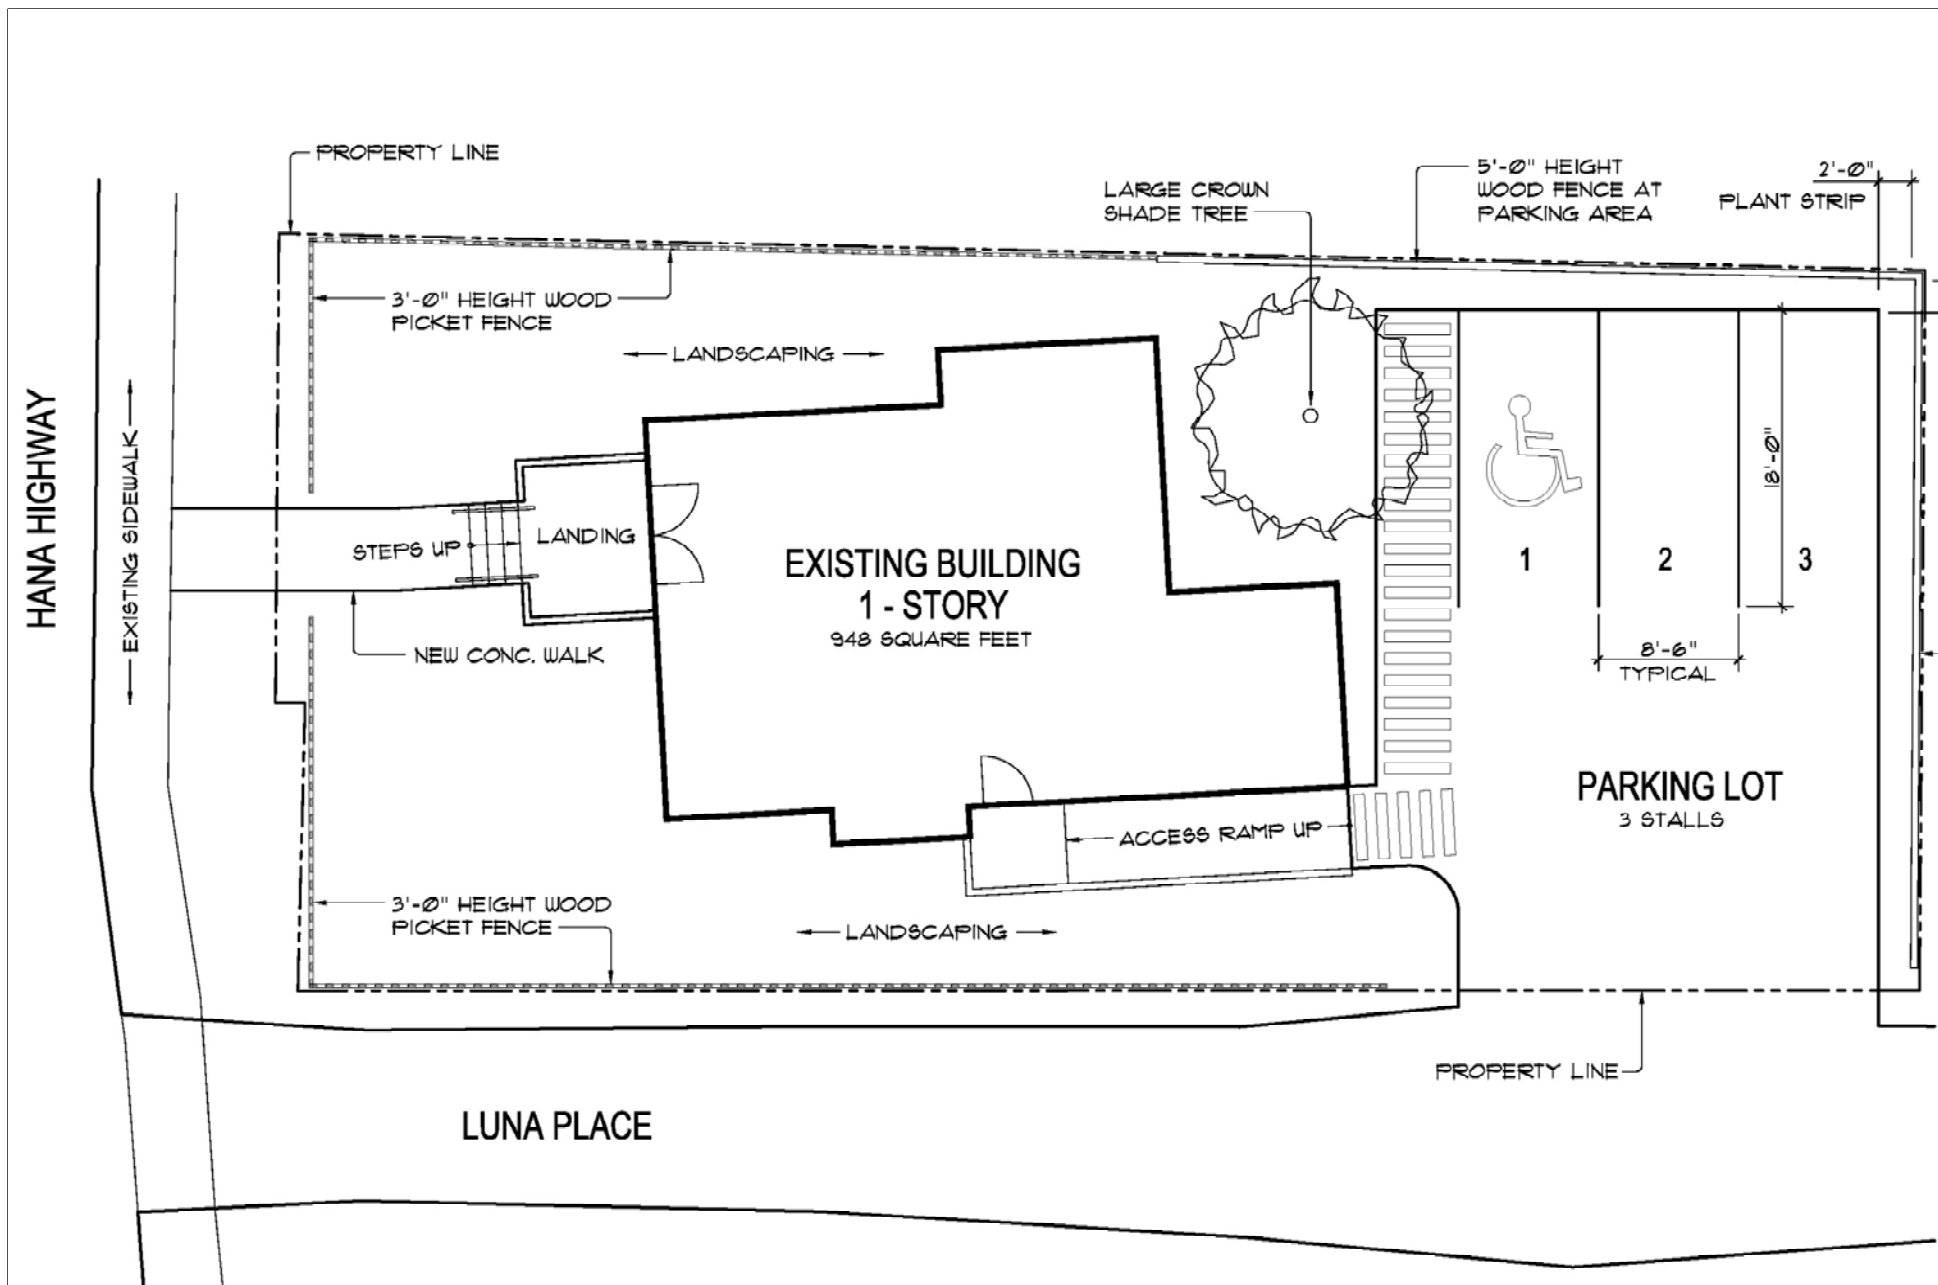 PROPERTY LINE
LARGE CROWN
SHADE TREE
5'-0" HEIGHT
WOOD FENCE AT
PARKING AREA
2'-0"
PLANT STRIP
3'-0" HEIGHT WOOD
PICKET FENCE
LANDSCAPING
HANA HIGHWAY
EXISTING SIDEWALK
STEPS UP
LANDING
NEW CONC. WALK
EXISTING BUILDING
1 - STORY
948 SQUARE FEET
18'-0"
1
2
3
8'-6"
TYPICAL
PARKING LOT
3 STALLS
ACCESS RAMP UP
3'-0" HEIGHT WOOD
PICKET FENCE
LANDSCAPING
PROPERTY LINE
LUNA PLACE